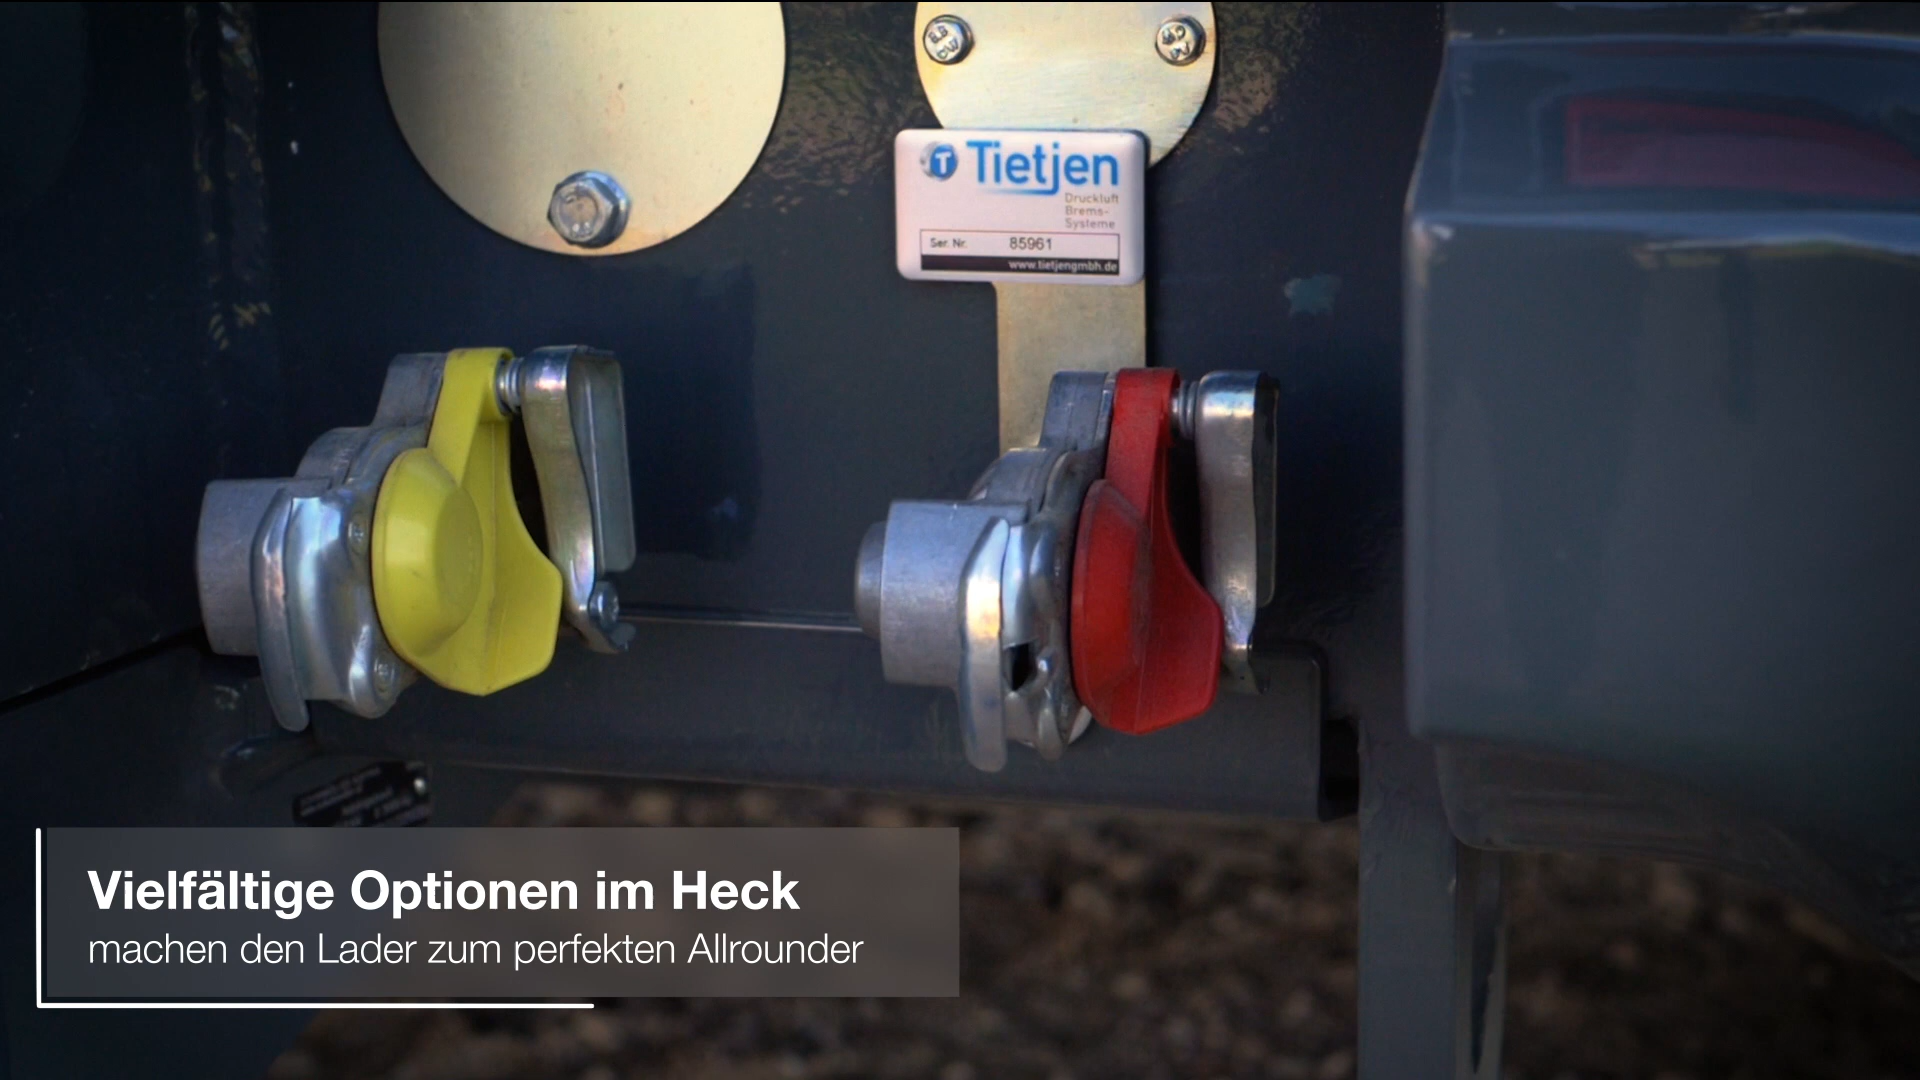 Tietjen
Druckluft
Brems-
Systeme
Ser. Nr. 85961
www.tietjengmbh.de
Vielfältige Optionen im Heck
machen den Lader zum perfekten Allrounder